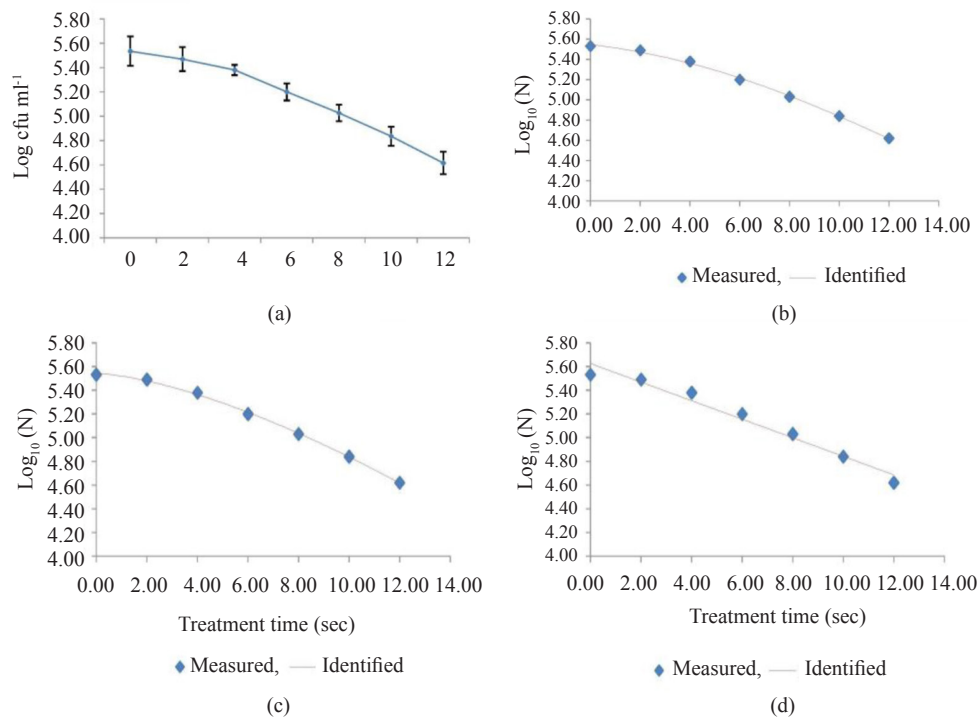 5.80
5.60
5.40
5.20
5.00
4.80
4.60
4.40
4.20
4.00
Log cfu ml⁻¹
0 2 4 6 8 10 12
(a)
5.80
5.60
5.40
5.20
5.00
4.80
4.60
4.40
4.20
4.00
Log₁₀ (N)
0.00 2.00 4.00 6.00 8.00 10.00 12.00 14.00
Measured, Identified
(b)
5.80
5.60
5.40
5.20
5.00
4.80
4.60
4.40
4.20
4.00
Log₁₀ (N)
0.00 2.00 4.00 6.00 8.00 10.00 12.00 14.00
Treatment time (sec)
Measured, Identified
(c)
5.80
5.60
5.40
5.20
5.00
4.80
4.60
4.40
4.20
4.00
Log₁₀ (N)
0.00 2.00 4.00 6.00 8.00 10.00 12.00 14.00
Treatment time (sec)
Measured, Identified
(d)